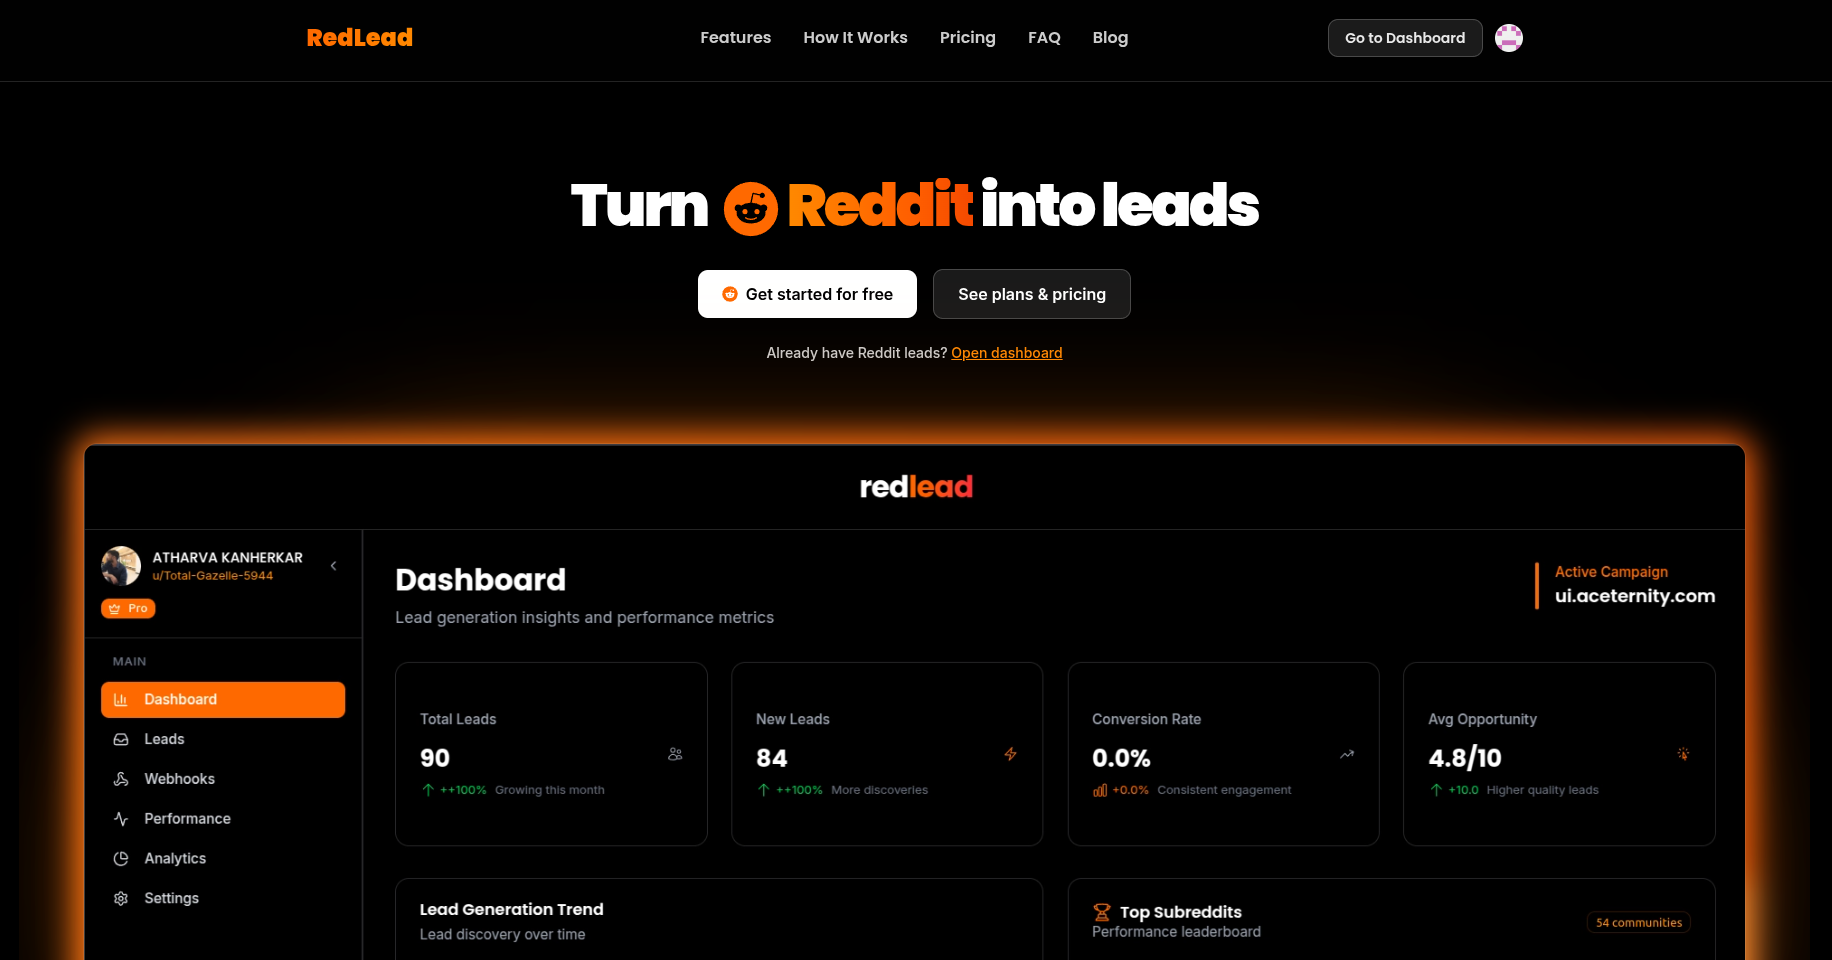 RedLead
Features
How It Works
Pricing
FAQ
Blog
Go to Dashboard
Turn Reddit into leads
Get started for free
See plans & pricing
Already have Reddit leads? Open dashboard
redlead
ATHARVA KANHERKAR
u/Total-Gazelle-5944
Pro
MAIN
Dashboard
Leads
Webhooks
Performance
Analytics
Settings
Dashboard
Lead generation insights and performance metrics
Active Campaign
ui.aceternity.com
Total Leads
90
++100% Growing this month
New Leads
84
++100% More discoveries
Conversion Rate
0.0%
+0.0% Consistent engagement
Avg Opportunity
4.8/10
+10.0 Higher quality leads
Lead Generation Trend
Lead discovery over time
Top Subreddits
Performance leaderboard
54 communities